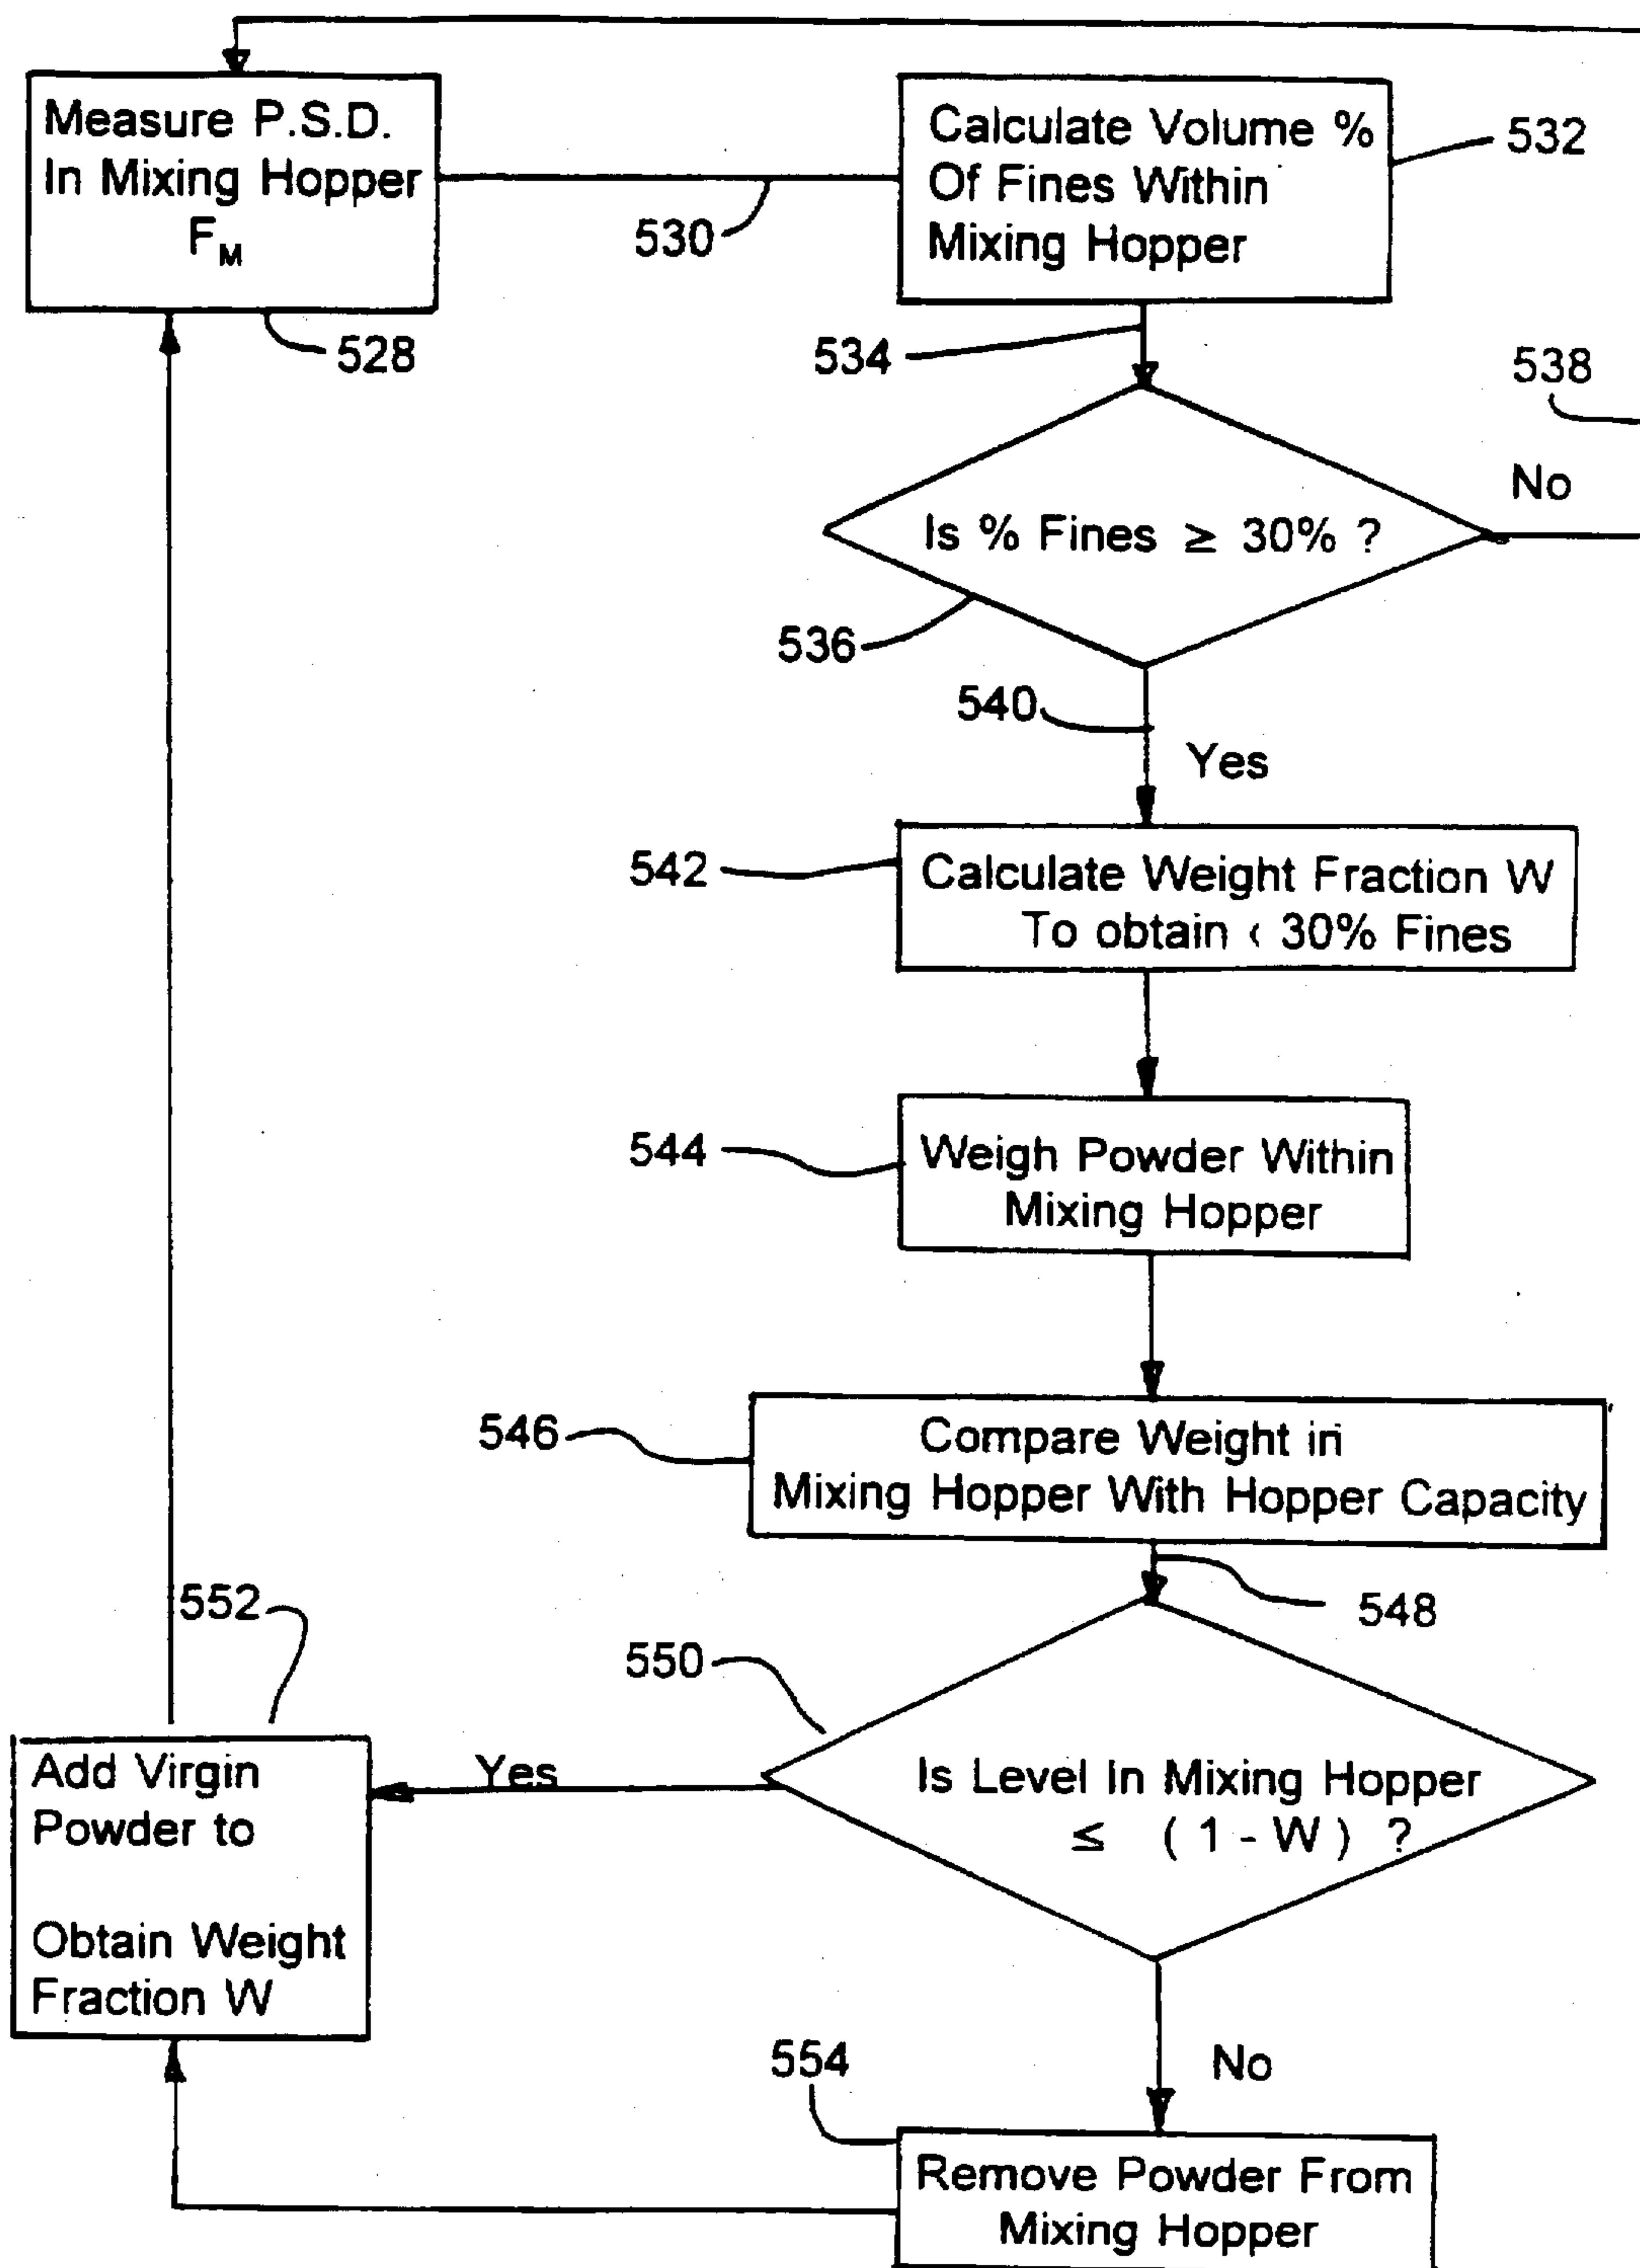 Measure P.S.D.
In Mixing Hopper
FM
528
530
Calculate Volume %
Of Fines Within
Mixing Hopper
532
534
538
No
Is % Fines ≥ 30% ?
536
540
Yes
542
Calculate Weight Fraction W
To obtain < 30% Fines
544
Weigh Powder Within
Mixing Hopper
546
Compare Weight in
Mixing Hopper With Hopper Capacity
548
550
Is Level In Mixing Hopper
≤ ( 1 - W ) ?
552
Yes
Add Virgin
Powder to
Obtain Weight
Fraction W
554
No
Remove Powder From
Mixing Hopper